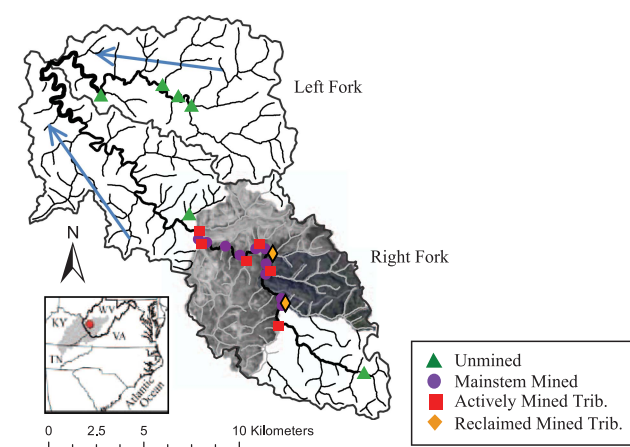 Left Fork
Right Fork
N
KY
WV
VA
TN
Atlantic
Ocean
Unmined
Mainstem Mined
Actively Mined Trib.
Reclaimed Mined Trib.
0 2.5 5 10 Kilometers